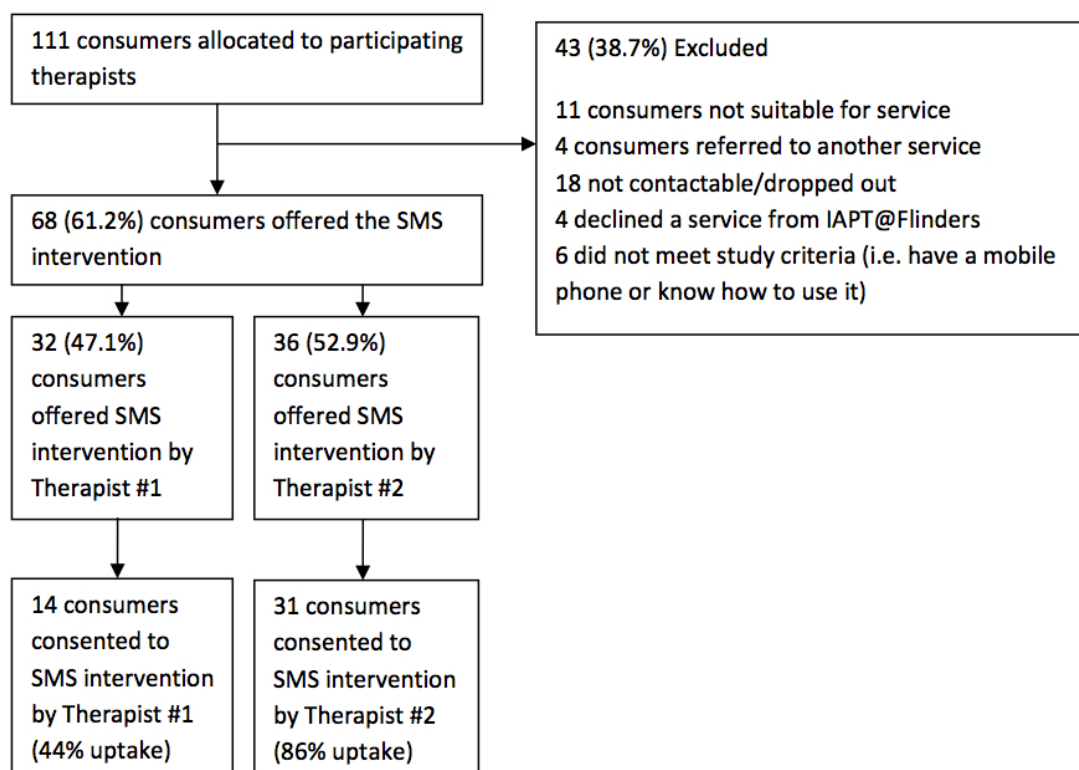 111 consumers allocated to participating
therapists
43 (38.7%) Excluded
11 consumers not suitable for service
4 consumers referred to another service
18 not contactable/dropped out
4 declined a service from IAPT@Flinders
6 did not meet study criteria (i.e. have a mobile
phone or know how to use it)
68 (61.2%) consumers offered the SMS
intervention
32 (47.1%)
consumers
offered SMS
intervention by
Therapist #1
36 (52.9%)
consumers
offered SMS
intervention by
Therapist #2
14 consumers
consented to
SMS intervention
by Therapist #1
(44% uptake)
31 consumers
consented to
SMS intervention
by Therapist #2
(86% uptake)